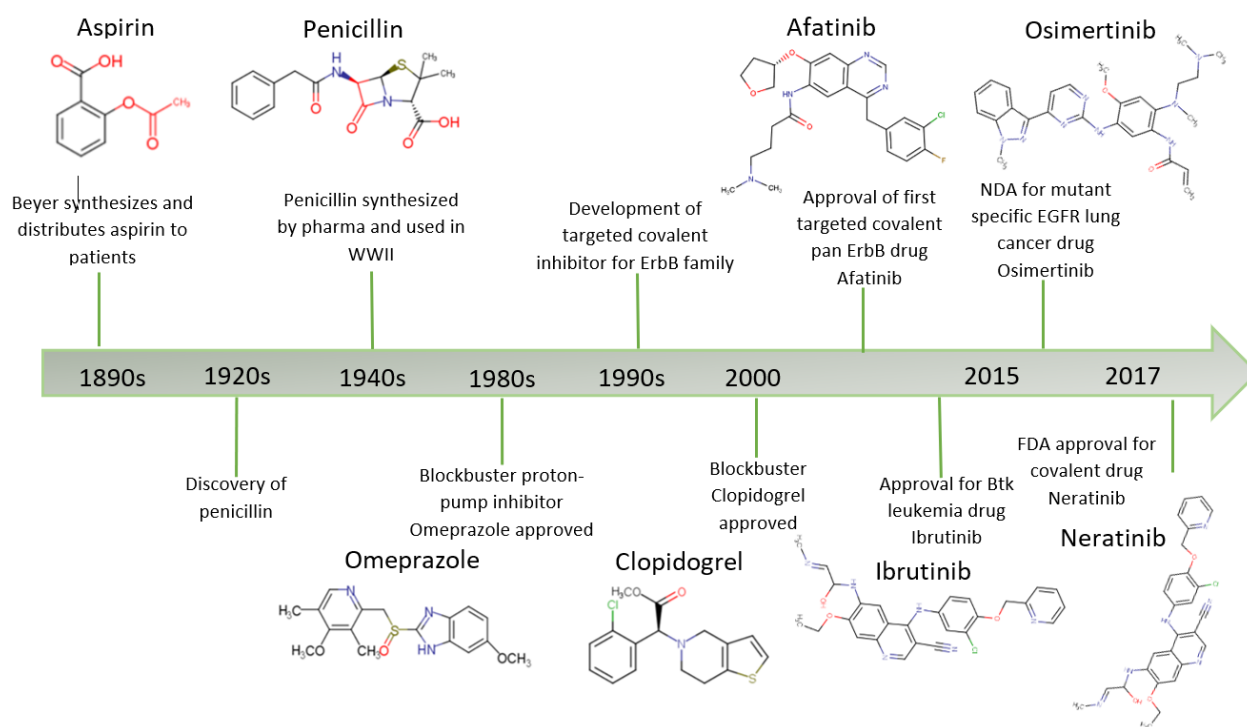 Aspirin
Penicillin
Afatinib
Osimertinib
Beyer synthesizes and
distributes aspirin to
patients
Penicillin synthesized
by pharma and used in
WWII
Development of
targeted covalent
inhibitor for ErbB family
Approval of first
targeted covalent
pan ErbB drug
Afatinib
NDA for mutant
specific EGFR lung
cancer drug
Osimertinib
1890s
1920s
1940s
1980s
1990s
2000
2015
2017
Discovery of
penicillin
Blockbuster proton-
pump inhibitor
Omeprazole approved
Blockbuster
Clopidogrel
approved
Approval for Btk
leukemia drug
Ibrutinib
FDA approval for
covalent drug
Neratinib
Omeprazole
Clopidogrel
Ibrutinib
Neratinib